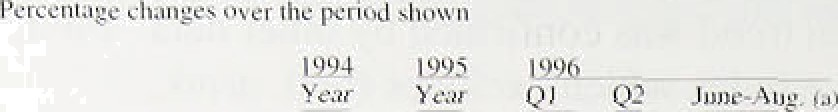 Percentage changes over the period shown
1994 1995 1996
Year Year Q1 Q2 June-Aug. (a)